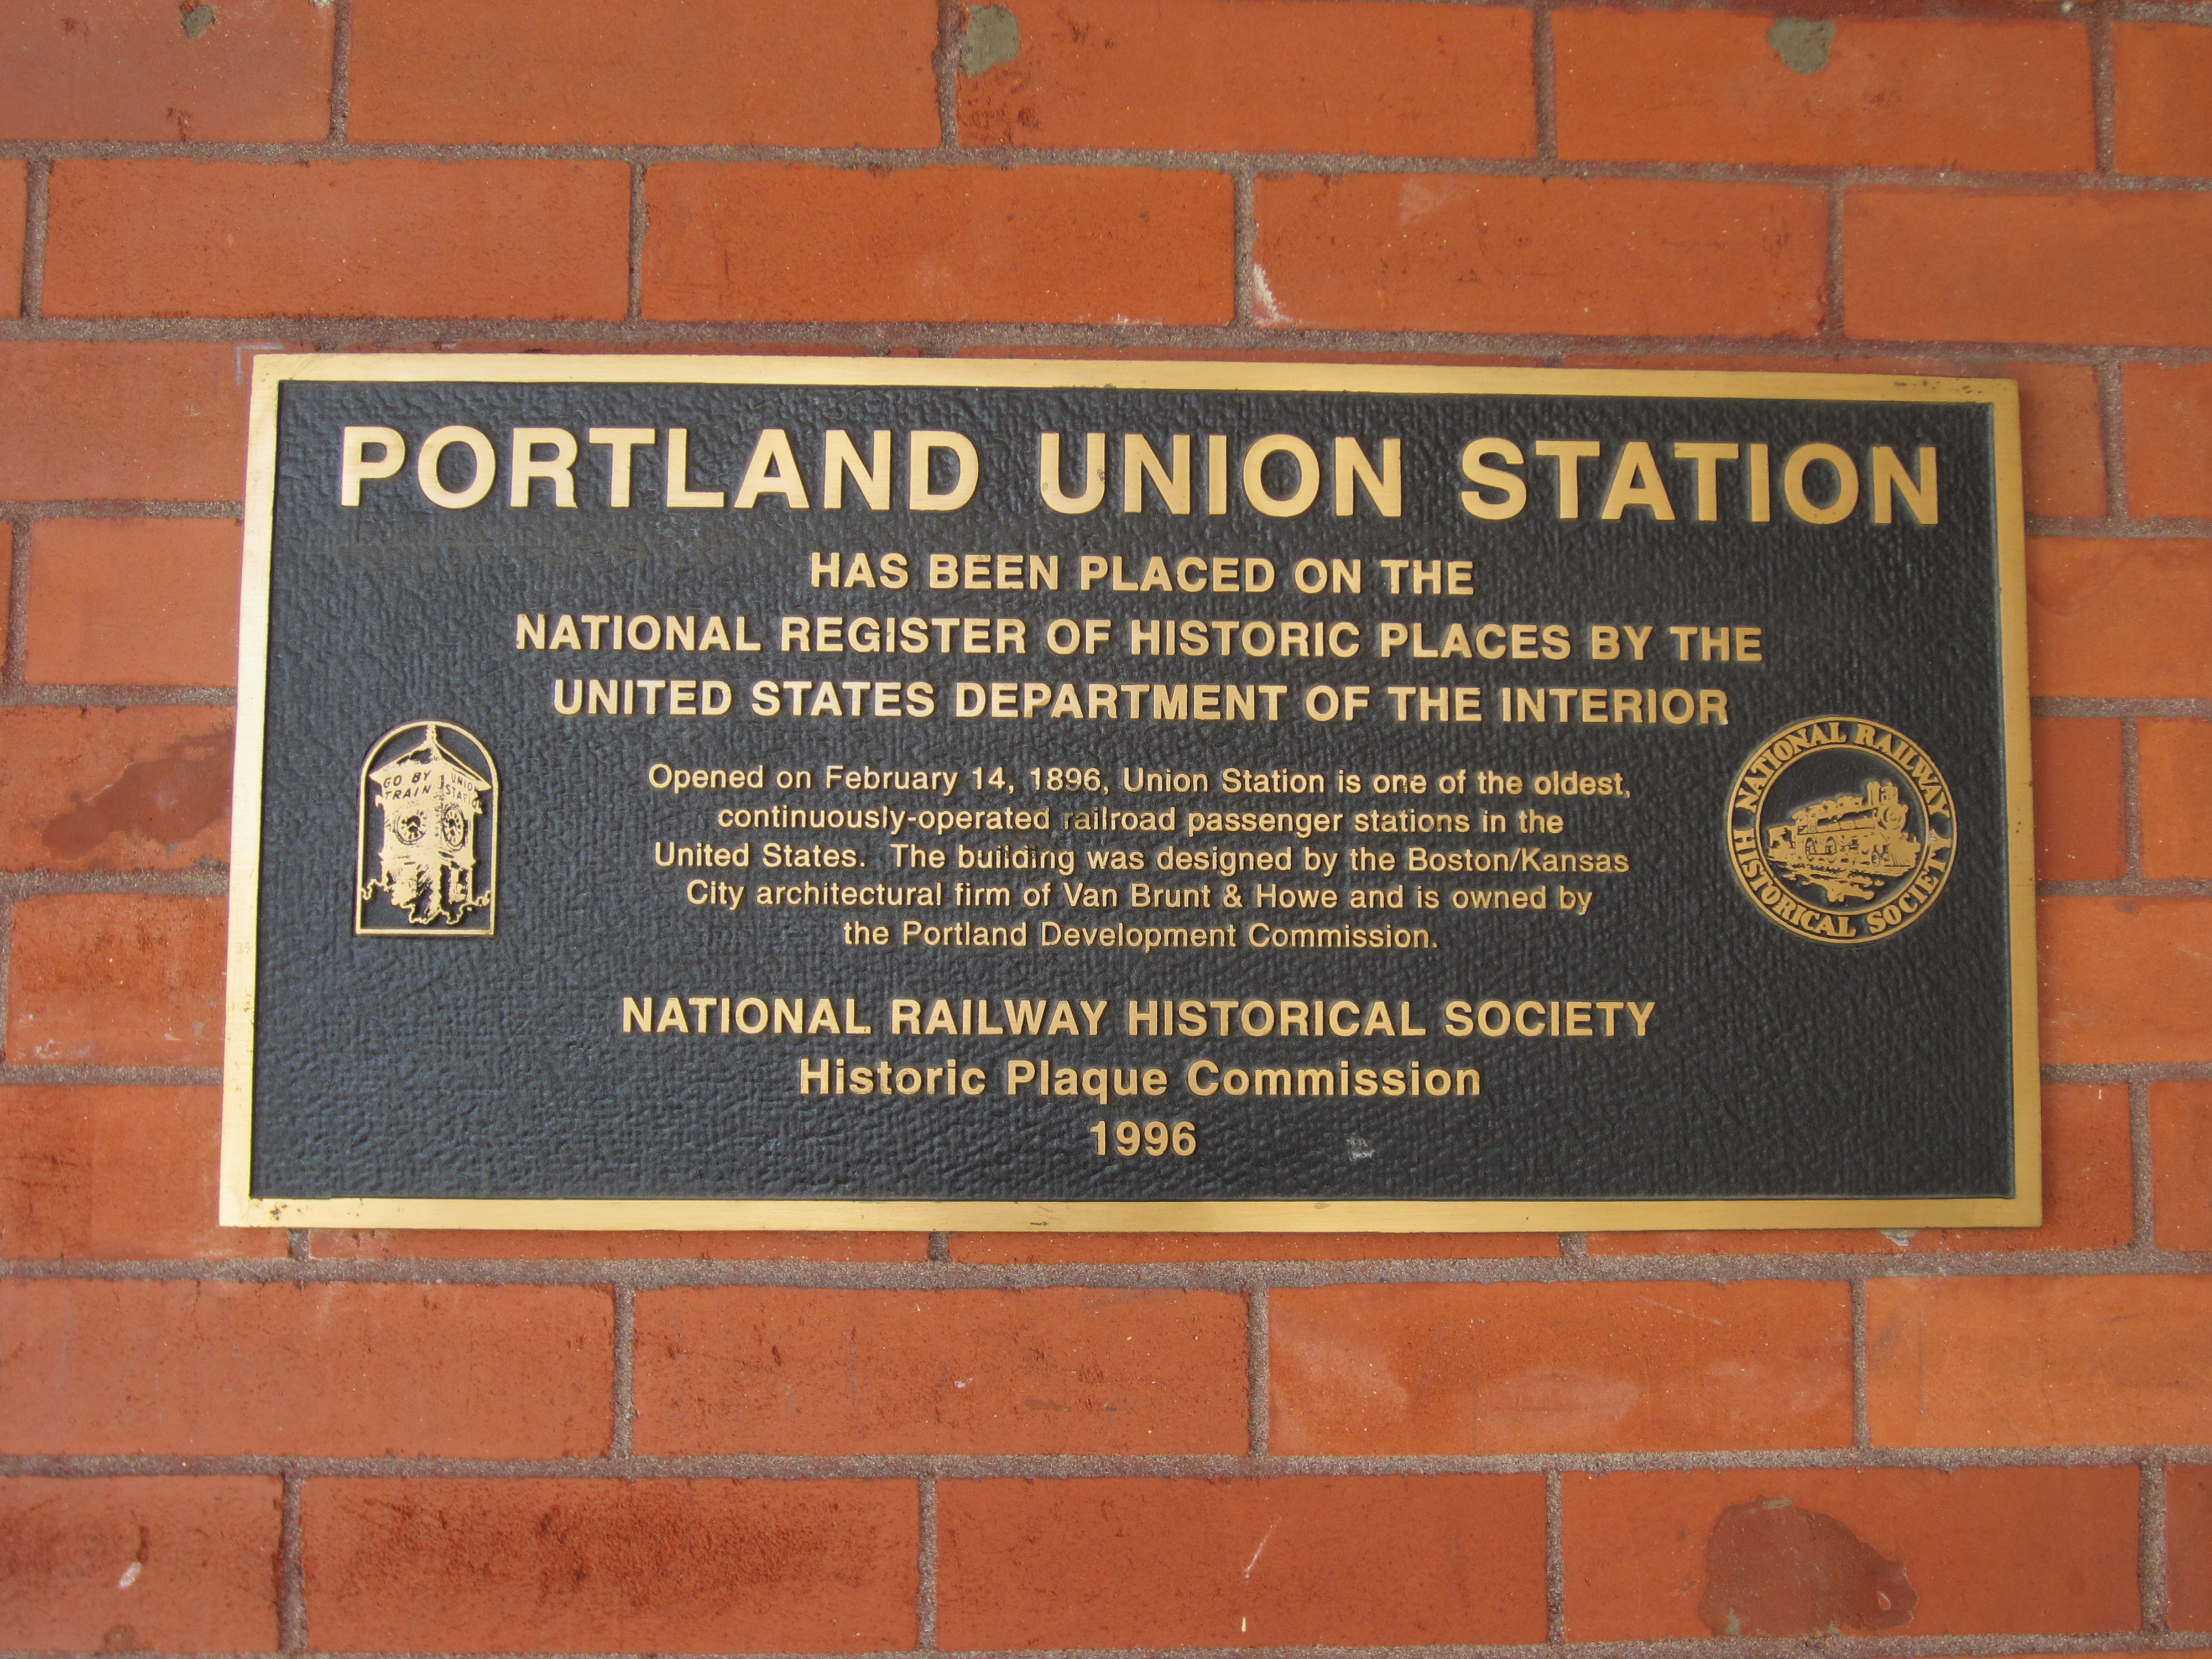 PORTLAND UNION STATION
HAS BEEN PLACED ON THE
NATIONAL REGISTER OF HISTORIC PLACES BY THE
UNITED STATES DEPARTMENT OF THE INTERIOR
GO BY
TRAIN
UNION
STATI
Opened on February 14, 1896, Union Station is one of the oldest,
continuously-operated railroad passenger stations in the
United States. The building was designed by the Boston/Kansas
City architectural firm of Van Brunt & Howe and is owned by
the Portland Development Commission.
NATIONAL RAILWAY
HISTORICAL SOCIETY
NATIONAL RAILWAY HISTORICAL SOCIETY
Historic Plaque Commission
1996